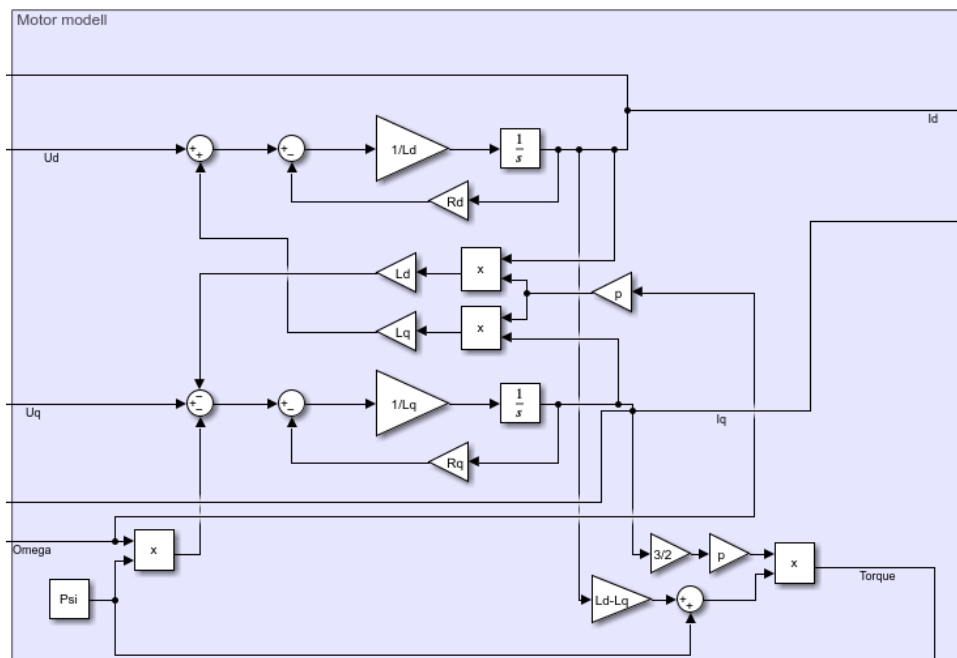 Motor modell
Id
Ud
1/Ld
1
s
Rd
Ld
x
p
Lq
x
Uq
1/Lq
1
s
Iq
Rq
Omega
x
3/2
p
x
Torque
Psi
Ld-Lq